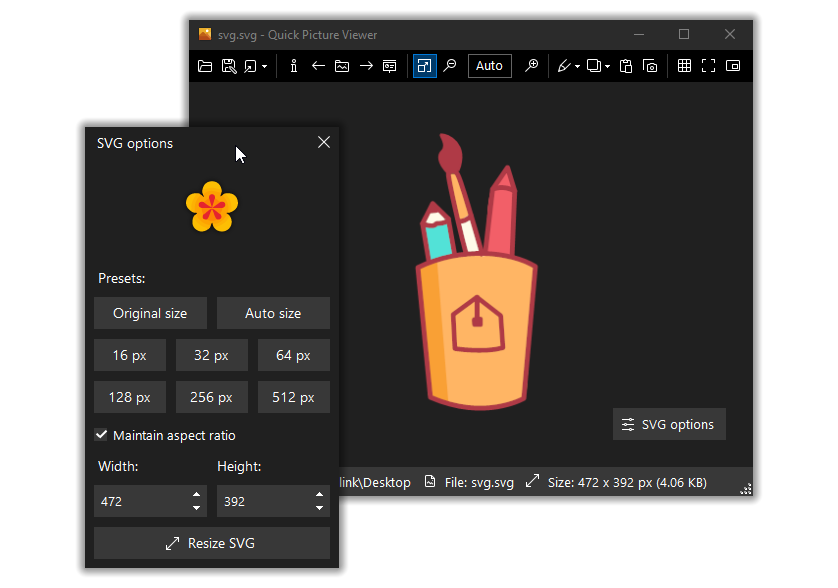 svg.svg - Quick Picture Viewer
Auto
SVG options
Presets:
Original size
Auto size
16 px
32 px
64 px
128 px
256 px
512 px
Maintain aspect ratio
Width:
Height:
472
392
Resize SVG
SVG options
link\Desktop
File: svg.svg
Size: 472 x 392 px (4.06 KB)